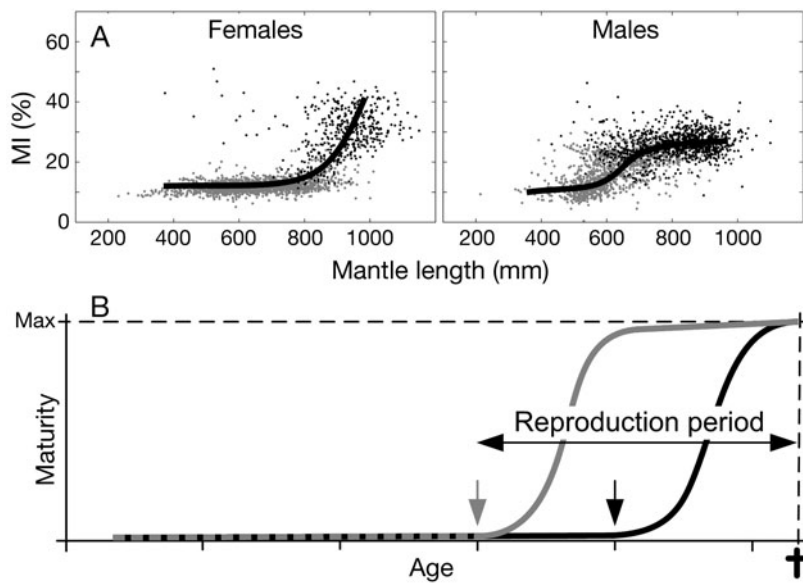 A
Females
Males
60
40
20
0
MI (%)
200 400 600 800 1000
200 400 600 800 1000
Mantle length (mm)
B
Max
Maturity
Reproduction period
Age
†